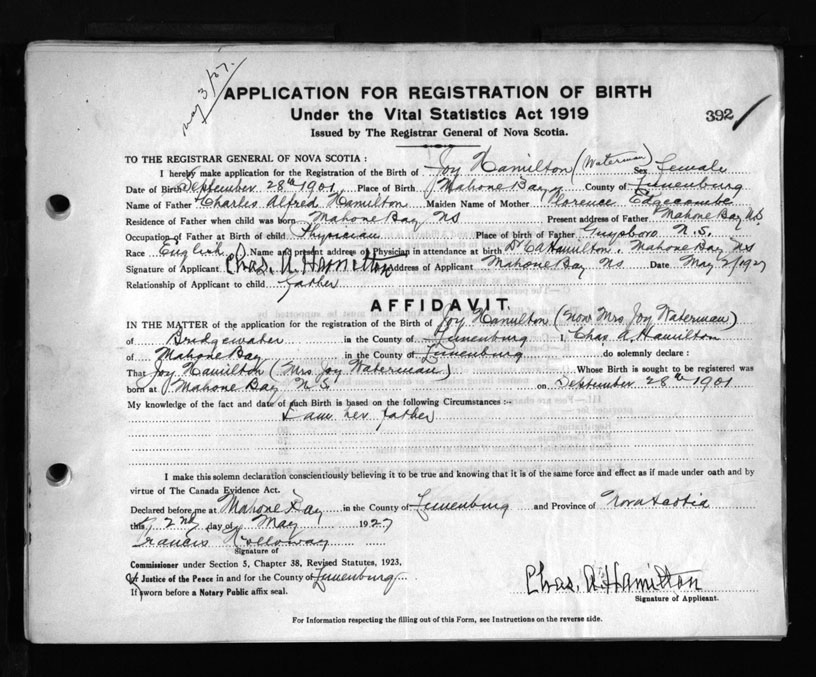 May 3/27.
APPLICATION FOR REGISTRATION OF BIRTH
Under the Vital Statistics Act 1919
392
Issued by The Registrar General of Nova Scotia.
TO THE REGISTRAR GENERAL OF NOVA SCOTIA :
I hereby make application for the Registration of the Birth of Joy Hamilton (Waterman) Sex Female
Date of Birth September 28th 1901 Place of Birth Mahone Bay County of Lunenburg
Name of Father Charles Alfred Hamilton Maiden Name of Mother Florence Edgecombe
Residence of Father when child was born Mahone Bay NS Present address of Father Mahone Bay N.S.
Occupation of Father at Birth of child Physician Place of birth of Father Guysboro N.S.
Race English Name and present address of Physician in attendance at birth Dr C A Hamilton, Mahone Bay NS
Signature of Applicant Chas. A. Hamilton Address of Applicant Mahone Bay NS Date May 2/1927
Relationship of Applicant to child Father
AFFIDAVIT.
IN THE MATTER of the application for the registration of the Birth of Joy Hamilton (Now Mrs Joy Waterman)
of Bridgewater in the County of Lunenburg I, Chas A. Hamilton
of Mahone Bay in the County of Lunenburg do solemnly declare :
That Joy Hamilton (Mrs. Joy Waterman) Whose Birth is sought to be registered was
born at Mahone Bay N.S. on September 28th 1901
My knowledge of the fact and date of such Birth is based on the following Circumstances :-
I am her father
I make this solemn declaration conscientiously believing it to be true and knowing that it is of the same force and effect as if made under oath and by
virtue of The Canada Evidence Act.
Declared before me at Mahone Bay in the County of Lunenburg and Province of Nova Scotia
this 2nd day of May 1927
Francis Holloway
Signature of
Commissioner under Section 5, Chapter 38, Revised Statutes, 1923,
Or Justice of the Peace in and for the County of Lunenburg
If sworn before a Notary Public affix seal.
Chas. A. Hamilton
Signature of Applicant.
For Information respecting the filling out of this Form, see Instructions on the reverse side.